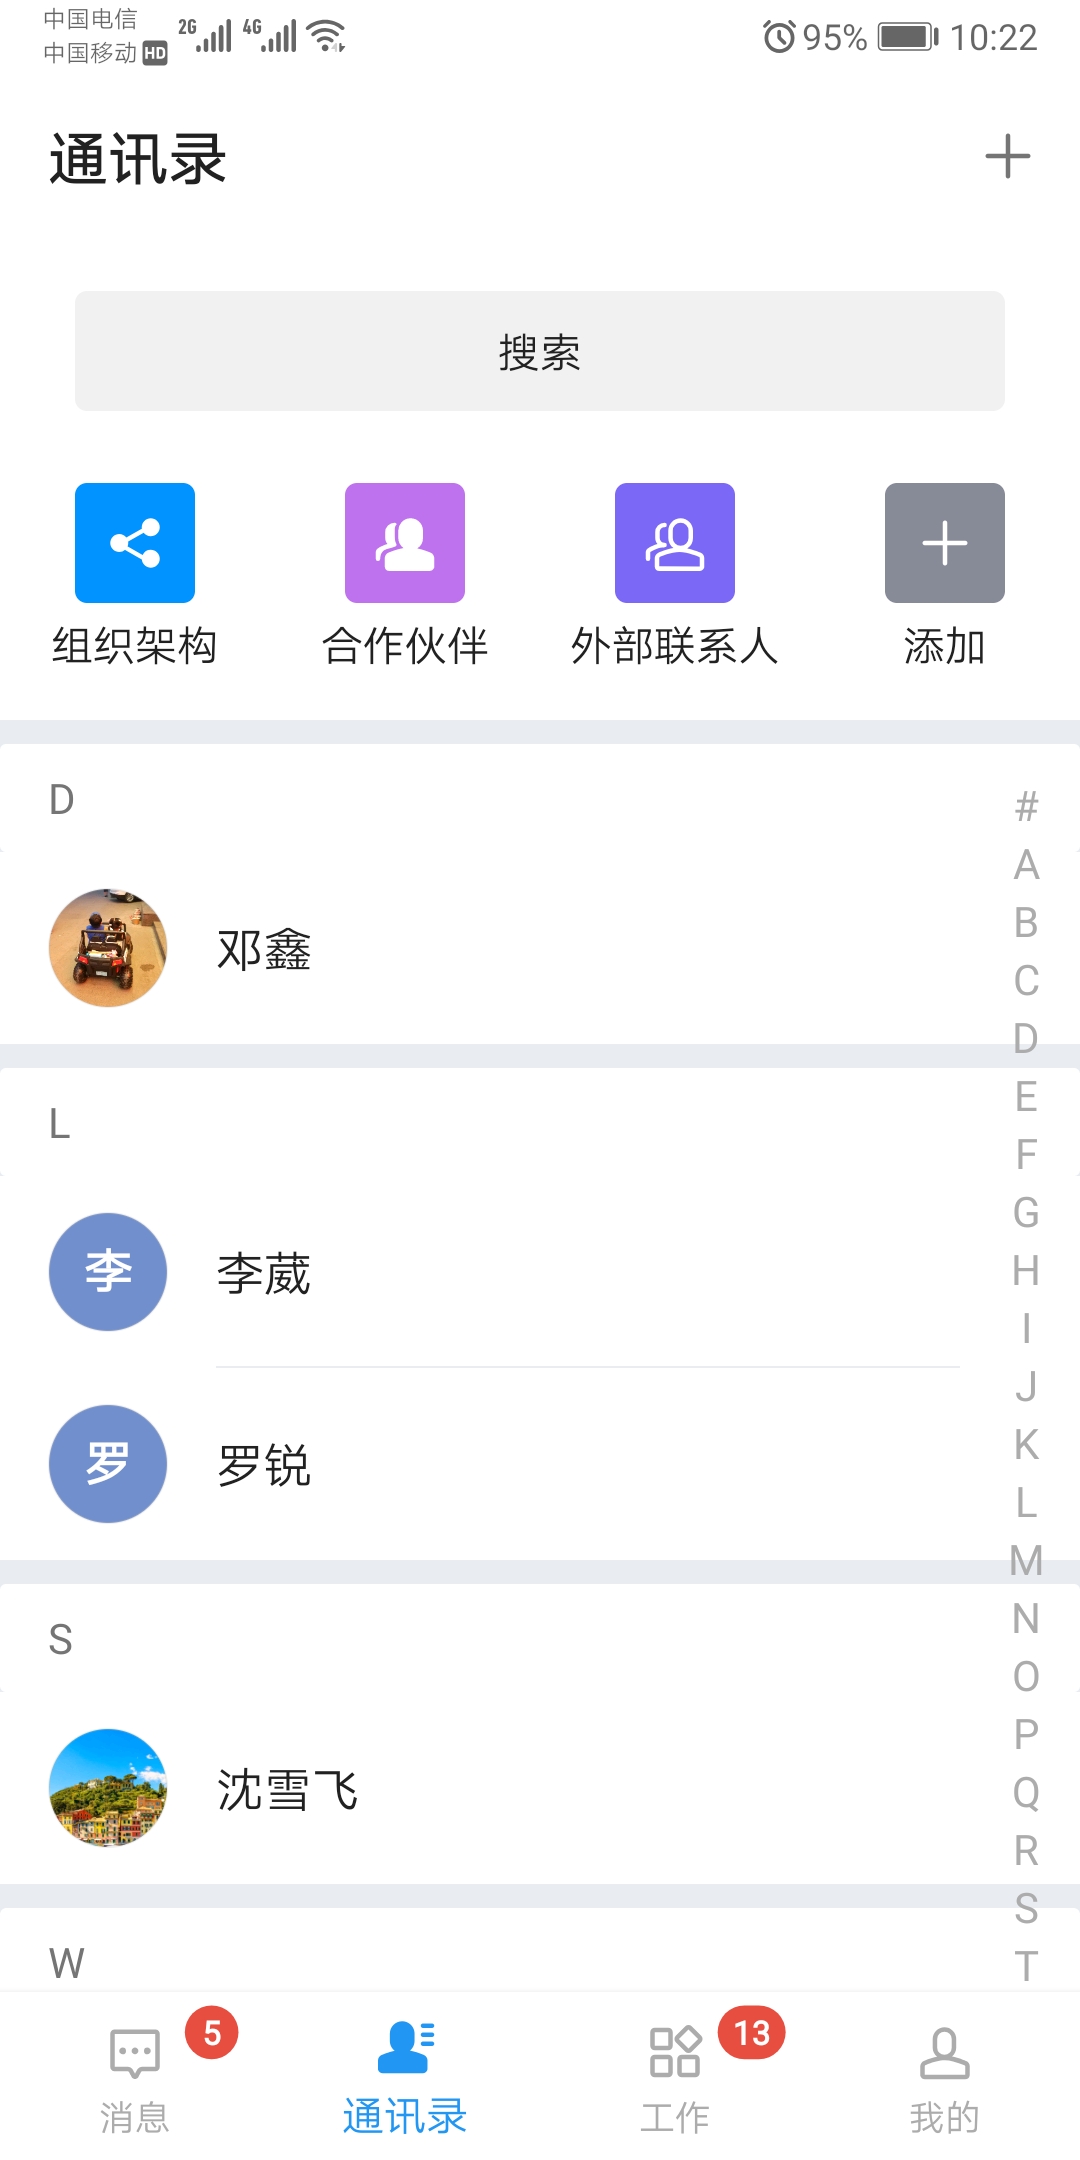 中国电信
中国移动 HD 2G 4G 95% 10:22
通讯录
搜索
组织架构 合作伙伴 外部联系人 添加
D
邓鑫
L
李 李葳
罗 罗锐
S
沈雪飞
W
#
A
B
C
D
E
F
G
H
I
J
K
L
M
N
O
P
Q
R
S
T
5 13
消息 通讯录 工作 我的